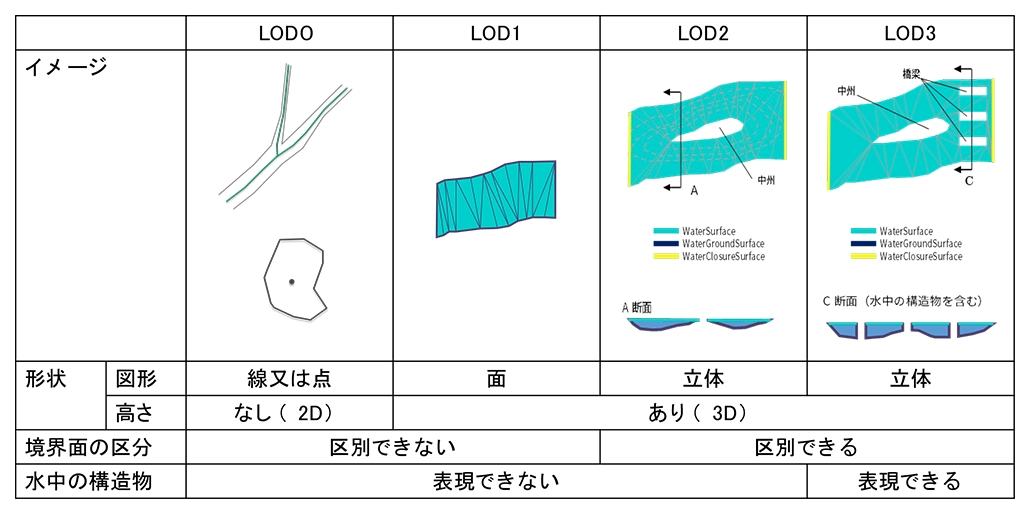 LOD0 LOD1 LOD2 LOD3
イメージ
中州
A
WaterSurface
WaterGroundSurface
WaterClosureSurface
A 断面
橋梁
中州
C
WaterSurface
WaterGroundSurface
WaterClosureSurface
C 断面（水中の構造物を含む）
形状 図形 線又は点 面 立体 立体
高さ なし（ 2D） あり（ 3D）
境界面の区分 区別できない 区別できる
水中の構造物 表現できない 表現できる